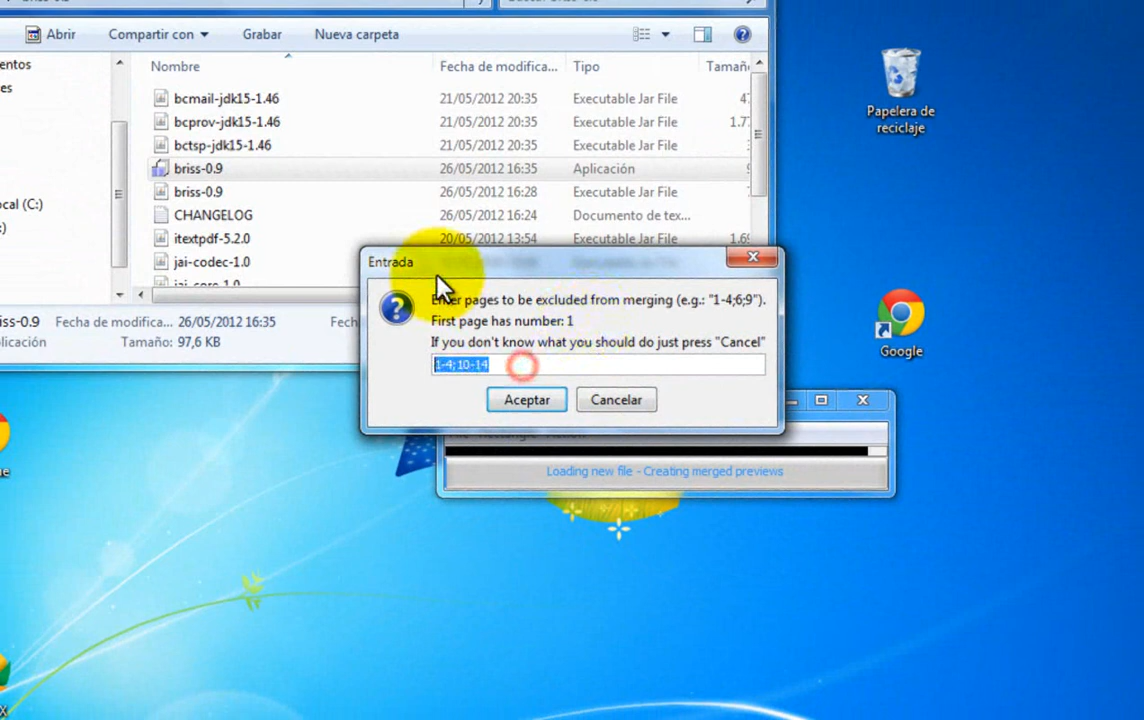 Abrir Compartir con Grabar Nueva carpeta
entos Nombre Fecha de modifica... Tipo Tamañ
es
bcmail-jdk15-1.46 21/05/2012 20:35 Executable Jar File 4
bcprov-jdk15-1.46 21/05/2012 20:35 Executable Jar File 1.7
bctsp-jdk15-1.46 21/05/2012 20:35 Executable Jar File
briss-0.9 26/05/2012 16:35 Aplicación
briss-0.9 26/05/2012 16:28 Executable Jar File
ocal (C:) CHANGELOG 26/05/2012 16:24 Documento de tex...
:) itextpdf-5.2.0 20/05/2012 13:54 Executable Jar File 1.6
jai-codec-1.0
jai_core-1.0
iss-0.9 Fecha de modifica... 26/05/2012 16:35 Fech
licación Tamaño: 97,6 KB
Papelera de
reciclaje
Google
Entrada
Enter pages to be excluded from merging (e.g.: "1-4;6;9").
First page has number: 1
If you don't know what you should do just press "Cancel"
1-4;10-14
Aceptar Cancelar
File Rectangle Action
Loading new file - Creating merged previews